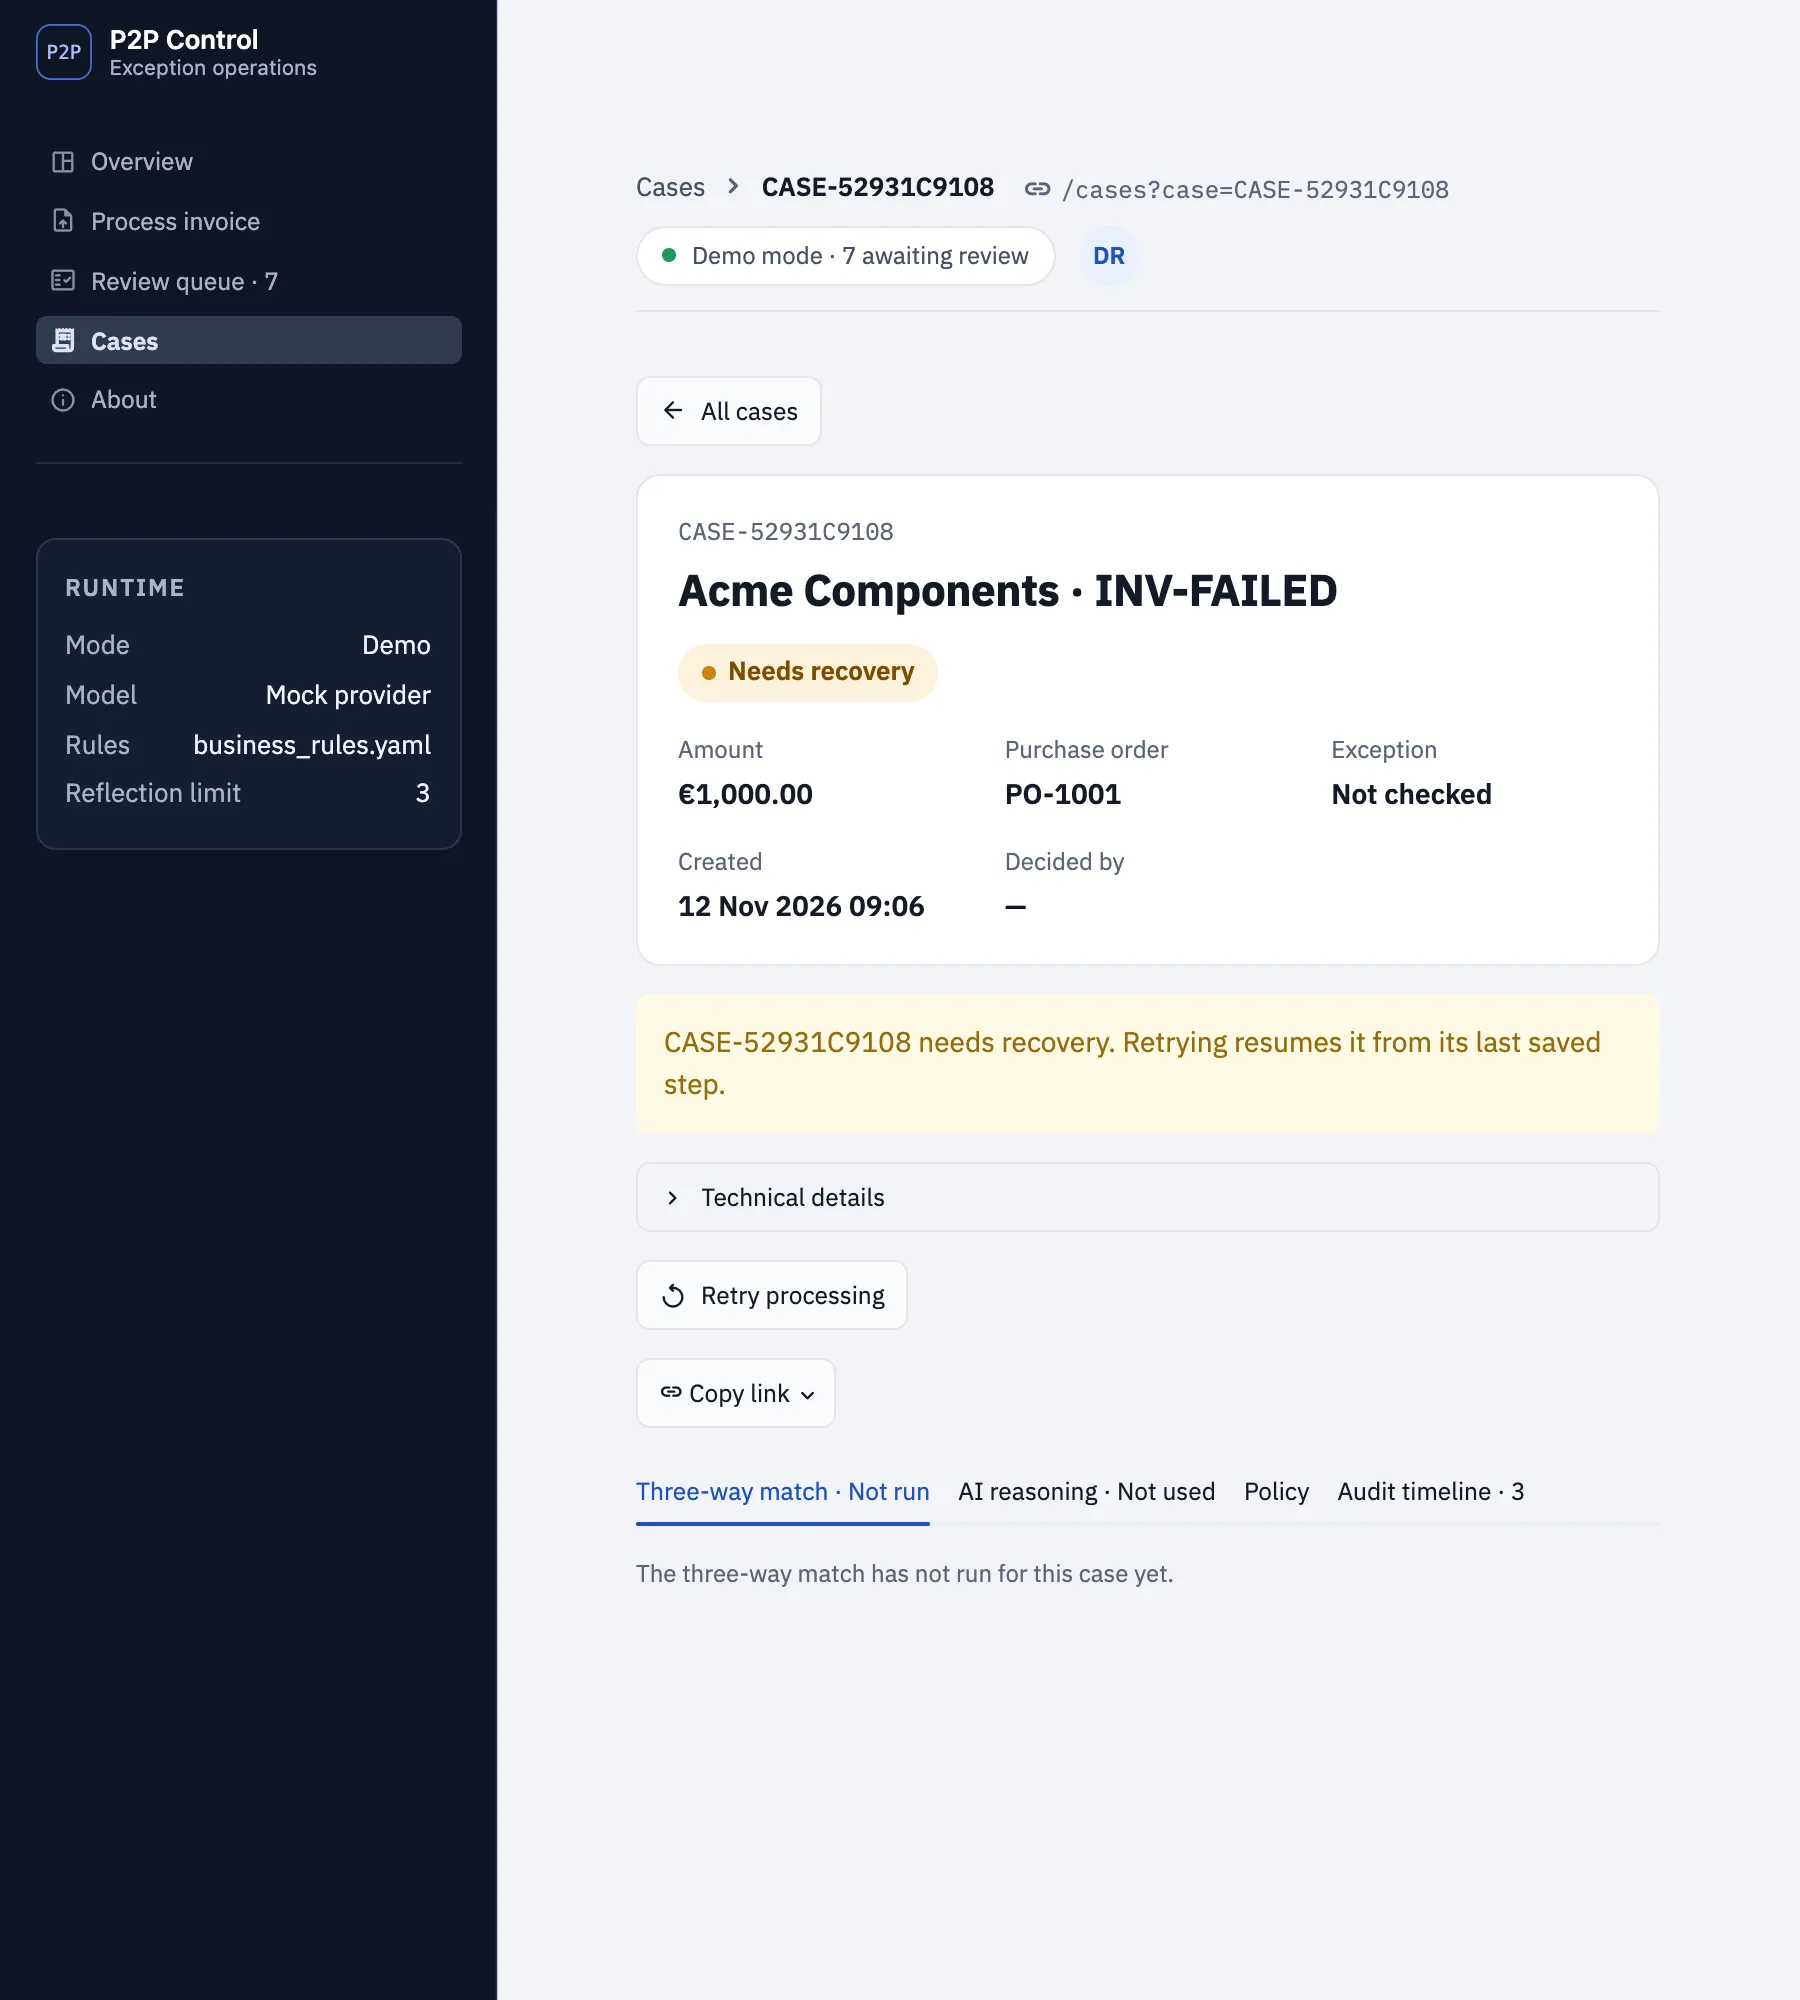 P2P
P2P Control
Exception operations
Overview
Process invoice
Review queue · 7
Cases
About
RUNTIME
Mode Demo
Model Mock provider
Rules business_rules.yaml
Reflection limit 3
Cases > CASE-52931C9108 /cases?case=CASE-52931C9108
Demo mode · 7 awaiting review DR
All cases
CASE-52931C9108
Acme Components · INV-FAILED
Needs recovery
Amount Purchase order Exception
€1,000.00 PO-1001 Not checked
Created Decided by
12 Nov 2026 09:06 —
CASE-52931C9108 needs recovery. Retrying resumes it from its last saved
step.
Technical details
Retry processing
Copy link
Three-way match · Not run AI reasoning · Not used Policy Audit timeline · 3
The three-way match has not run for this case yet.